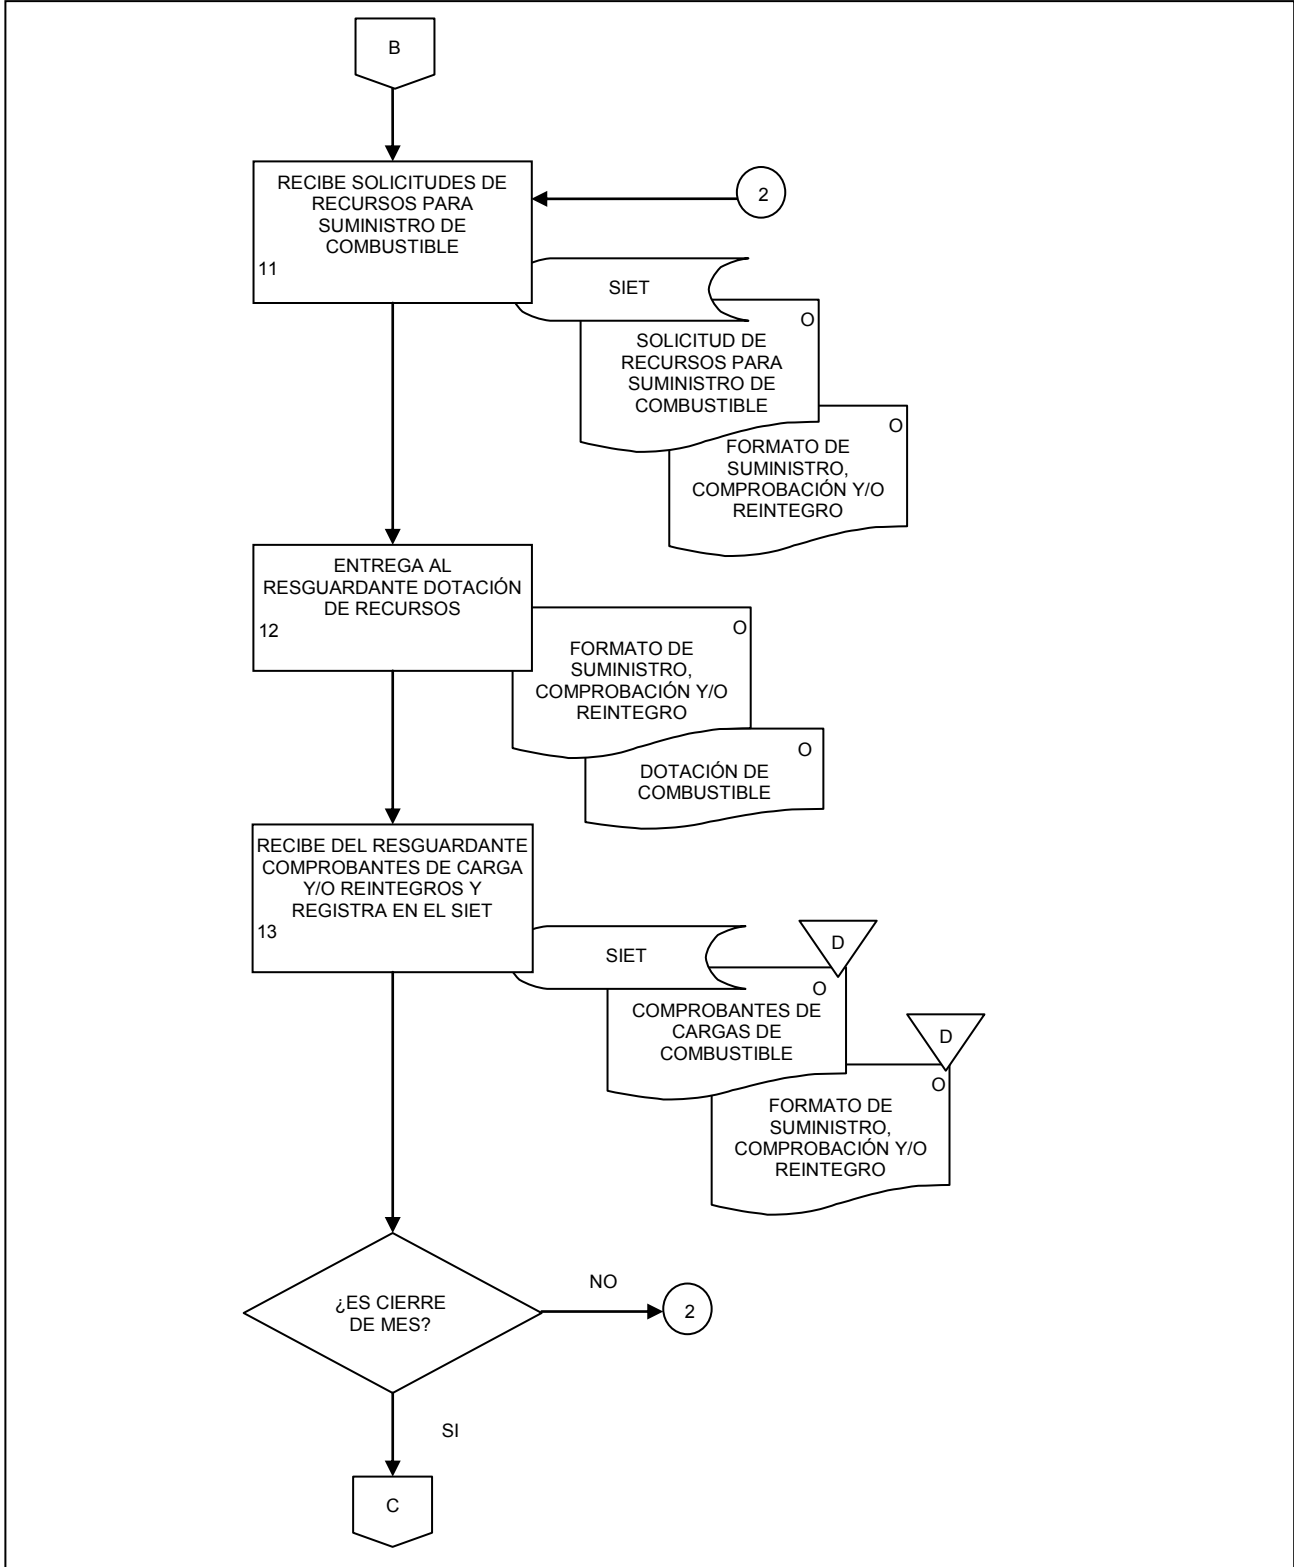 B
RECIBE SOLICITUDES DE
RECURSOS PARA
SUMINISTRO DE
COMBUSTIBLE
11
2
SIET
O
SOLICITUD DE
RECURSOS PARA
SUMINISTRO DE
COMBUSTIBLE
O
FORMATO DE
SUMINISTRO,
COMPROBACIÓN Y/O
REINTEGRO
ENTREGA AL
RESGUARDANTE DOTACIÓN
DE RECURSOS
12
O
FORMATO DE
SUMINISTRO,
COMPROBACIÓN Y/O
REINTEGRO
O
DOTACIÓN DE
COMBUSTIBLE
RECIBE DEL RESGUARDANTE
COMPROBANTES DE CARGA
Y/O REINTEGROS Y
REGISTRA EN EL SIET
13
SIET
D
O
COMPROBANTES DE
CARGAS DE
COMBUSTIBLE
D
O
FORMATO DE
SUMINISTRO,
COMPROBACIÓN Y/O
REINTEGRO
¿ES CIERRE
DE MES?
NO
2
SI
C